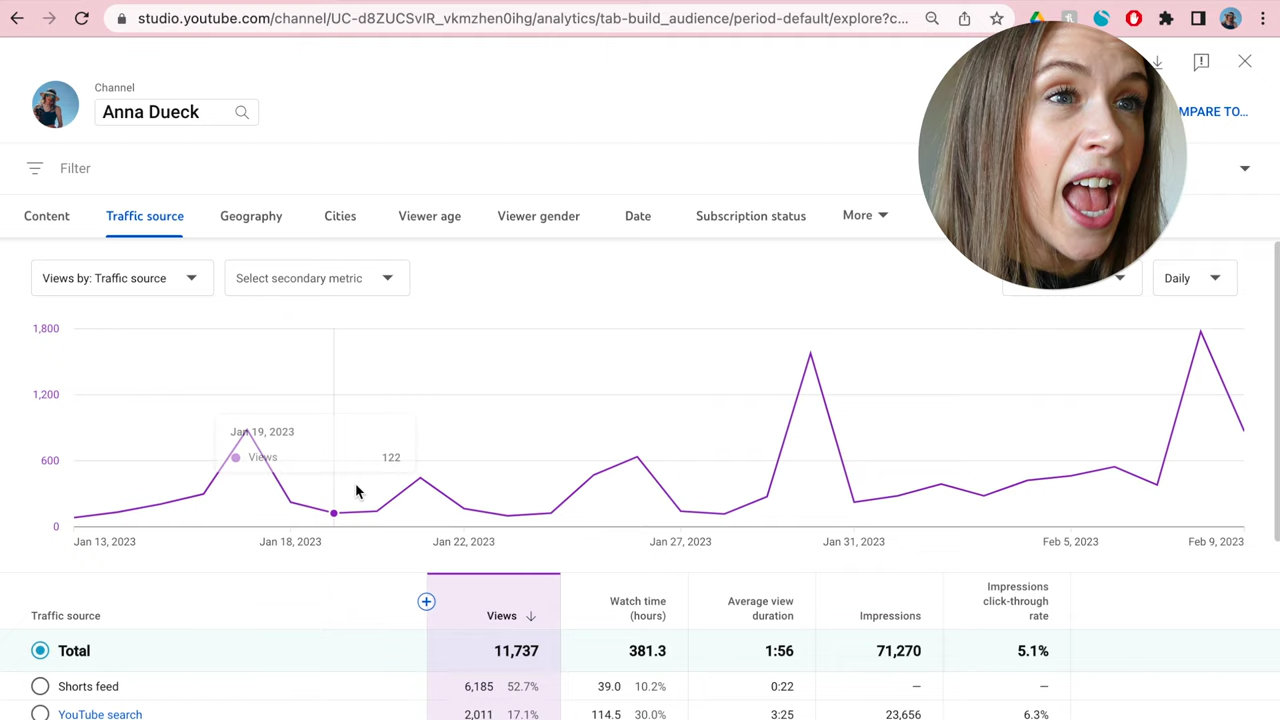 studio.youtube.com/channel/UC-d8ZUCSvIR_vkmzhen0ihg/analytics/tab-build_audience/period-default/explore?c...
Channel
Anna Dueck
MPARE TO...
Filter
Content Traffic source Geography Cities Viewer age Viewer gender Date Subscription status More
Views by: Traffic source Select secondary metric Daily
1,800
1,200
600
0
Jan 19, 2023
Views 122
Jan 13, 2023 Jan 18, 2023 Jan 22, 2023 Jan 27, 2023 Jan 31, 2023 Feb 5, 2023 Feb 9, 2023
Traffic source Views Watch time (hours) Average view duration Impressions Impressions click-through rate
Total 11,737 381.3 1:56 71,270 5.1%
Shorts feed 6,185 52.7% 39.0 10.2% 0:22 — —
YouTube search 2,011 17.1% 114.5 30.0% 3:25 23,656 6.3%